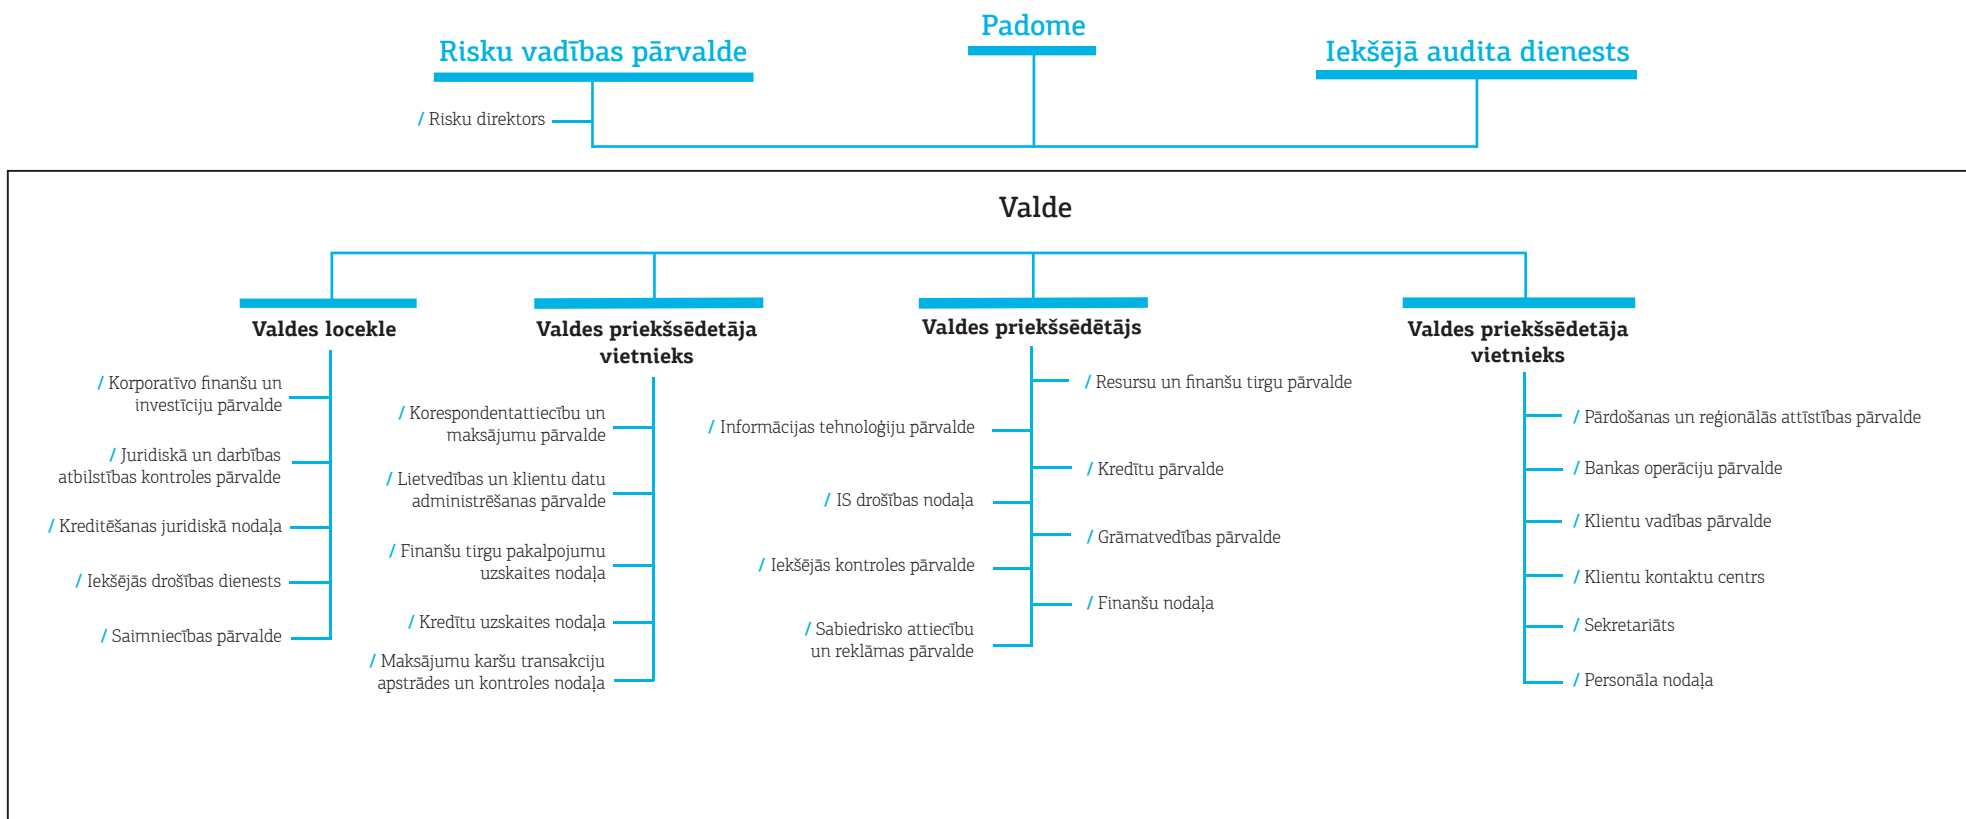 Padome
Risku vadības pārvalde
Iekšējā audita dienests
/ Risku direktors
Valde
Valdes locekle
/ Korporatīvo finanšu un
investīciju pārvalde
/ Juridiskā un darbības
atbilstības kontroles pārvalde
/ Kreditēšanas juridiskā nodaļa
/ Iekšējās drošības dienests
/ Saimniecības pārvalde
Valdes priekšsēdetāja
vietnieks
/ Korespondentattiecību un
maksājumu pārvalde
/ Lietvedības un klientu datu
administrēšanas pārvalde
/ Finanšu tirgu pakalpojumu
uzskaites nodaļa
/ Kredītu uzskaites nodaļa
/ Maksājumu karšu transakciju
apstrādes un kontroles nodaļa
Valdes priekšsēdētājs
/ Resursu un finanšu tirgu pārvalde
/ Informācijas tehnoloģiju pārvalde
/ Kredītu pārvalde
/ IS drošības nodaļa
/ Grāmatvedības pārvalde
/ Iekšējās kontroles pārvalde
/ Finanšu nodaļa
/ Sabiedrisko attiecību
un reklāmas pārvalde
Valdes priekšsēdetāja
vietnieks
/ Pārdošanas un reģionālās attīstības pārvalde
/ Bankas operāciju pārvalde
/ Klientu vadības pārvalde
/ Klientu kontaktu centrs
/ Sekretariāts
/ Personāla nodaļa